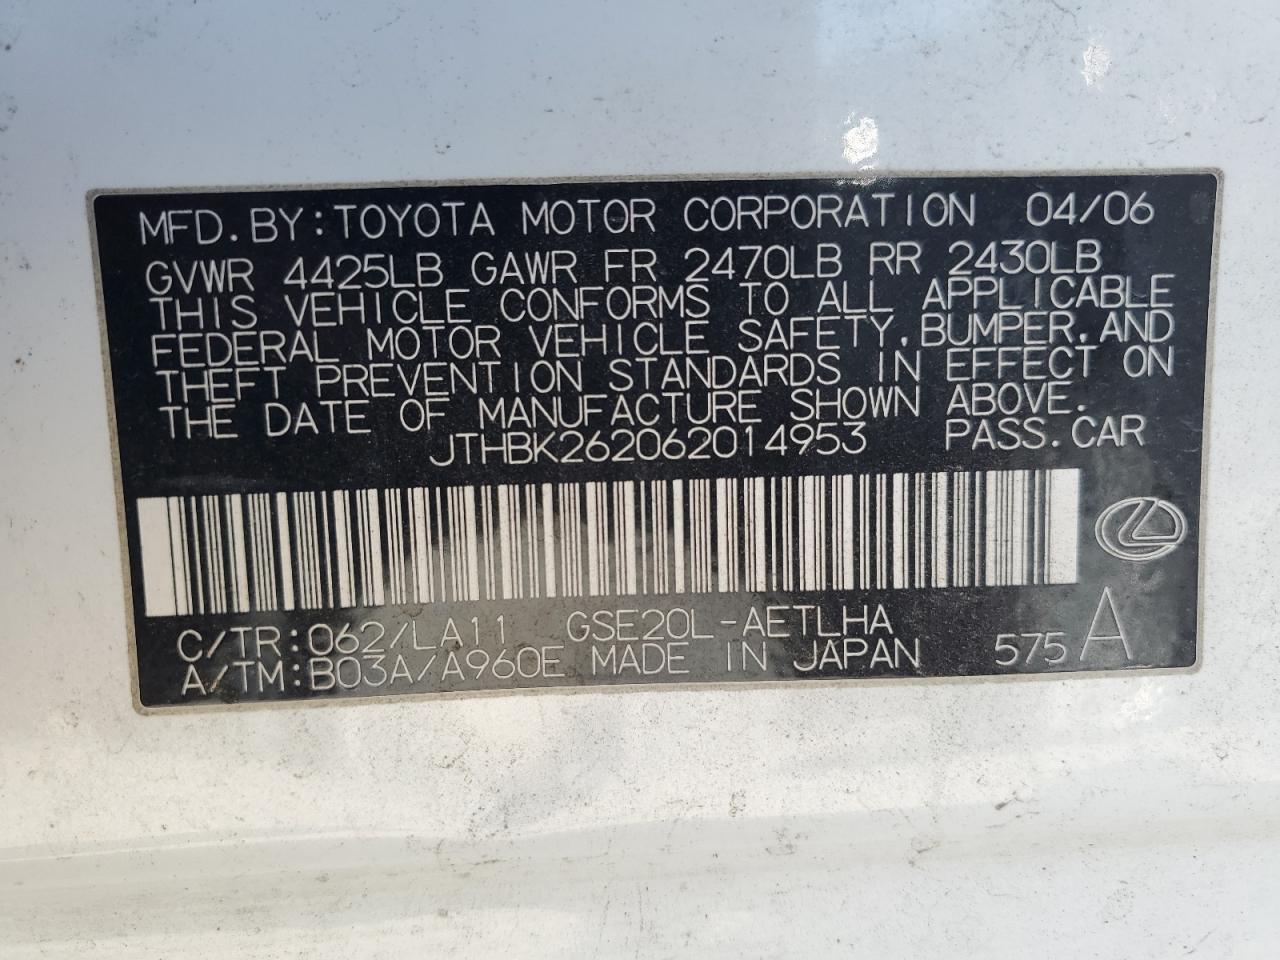 MFD. BY: TOYOTA MOTOR CORPORATION 04/06
GVWR 4425LB GAWR FR 2470LB RR 2430LB
THIS VEHICLE CONFORMS TO ALL APPLICABLE
FEDERAL MOTOR VEHICLE SAFETY, BUMPER, AND
THEFT PREVENTION STANDARDS IN EFFECT ON
THE DATE OF MANUFACTURE SHOWN ABOVE.
JTHBK262062014953 PASS. CAR
C/TR: 062/LA11 GSE20L-AETLHA
A/TM: B03A/A960E MADE IN JAPAN 575 A